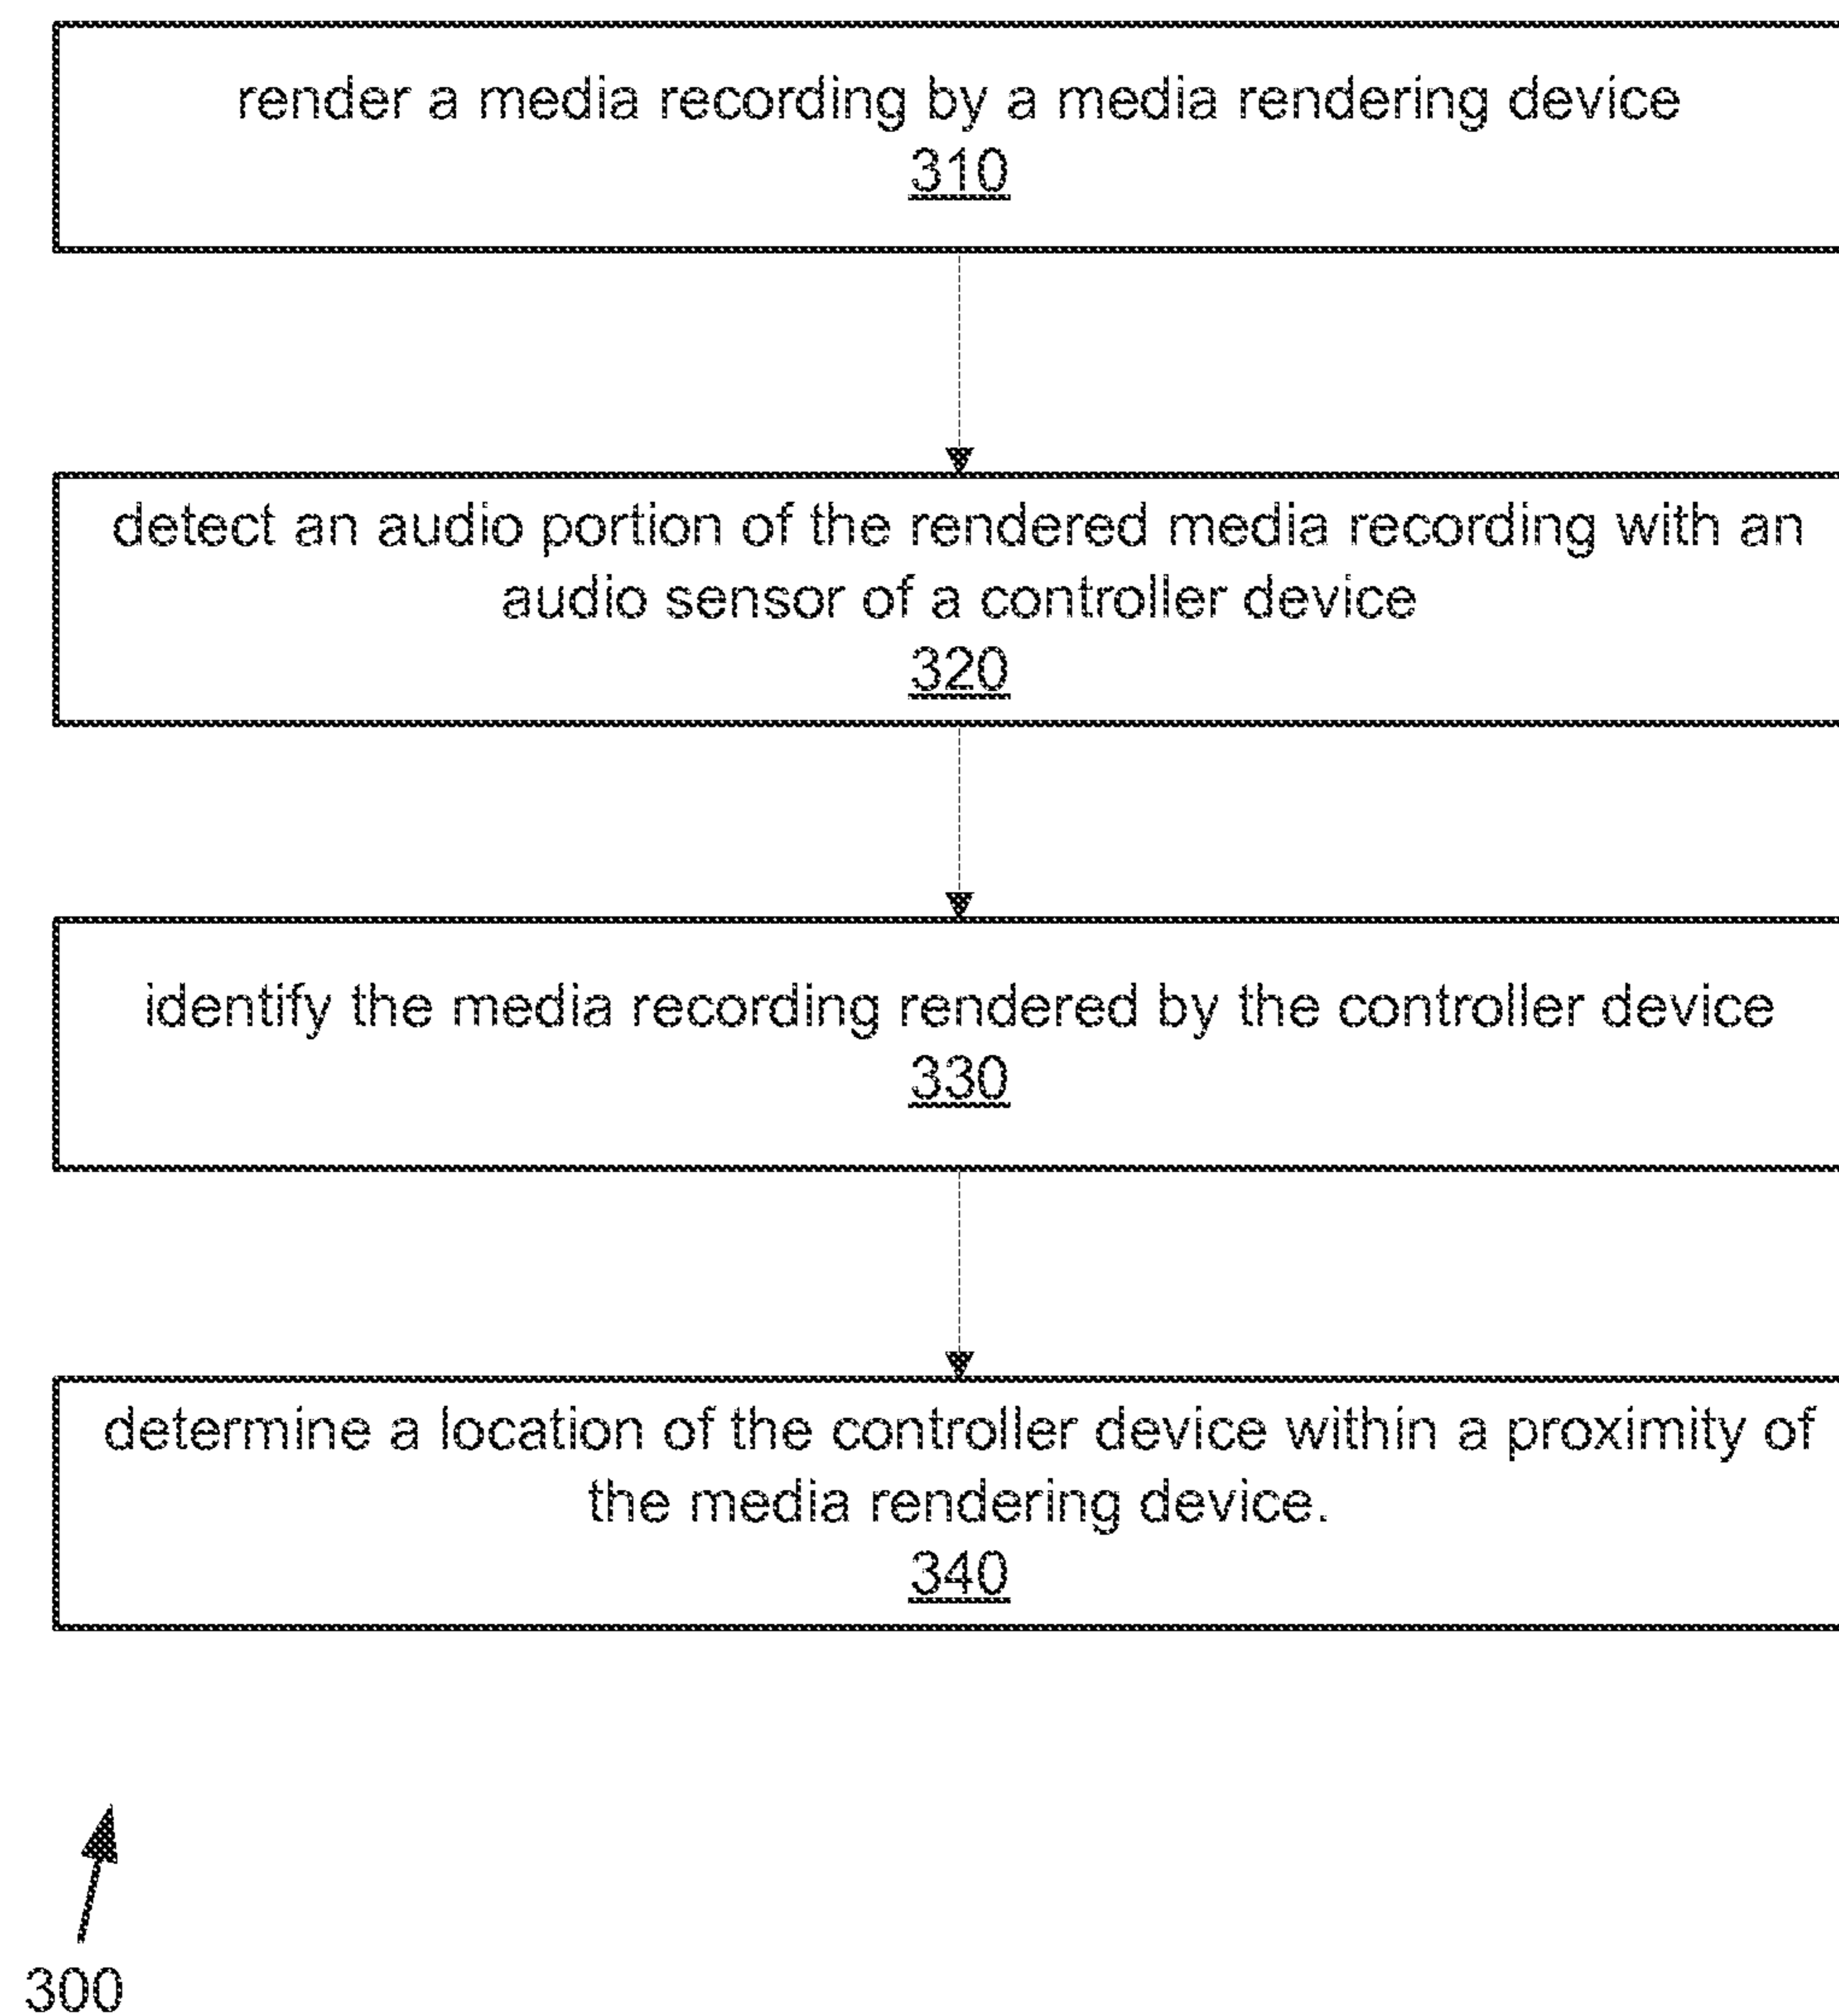 render a media recording by a media rendering device
310
detect an audio portion of the rendered media recording with an
audio sensor of a controller device
320
identify the media recording rendered by the controller device
330
determine a location of the controller device within a proximity of
the media rendering device.
340
300